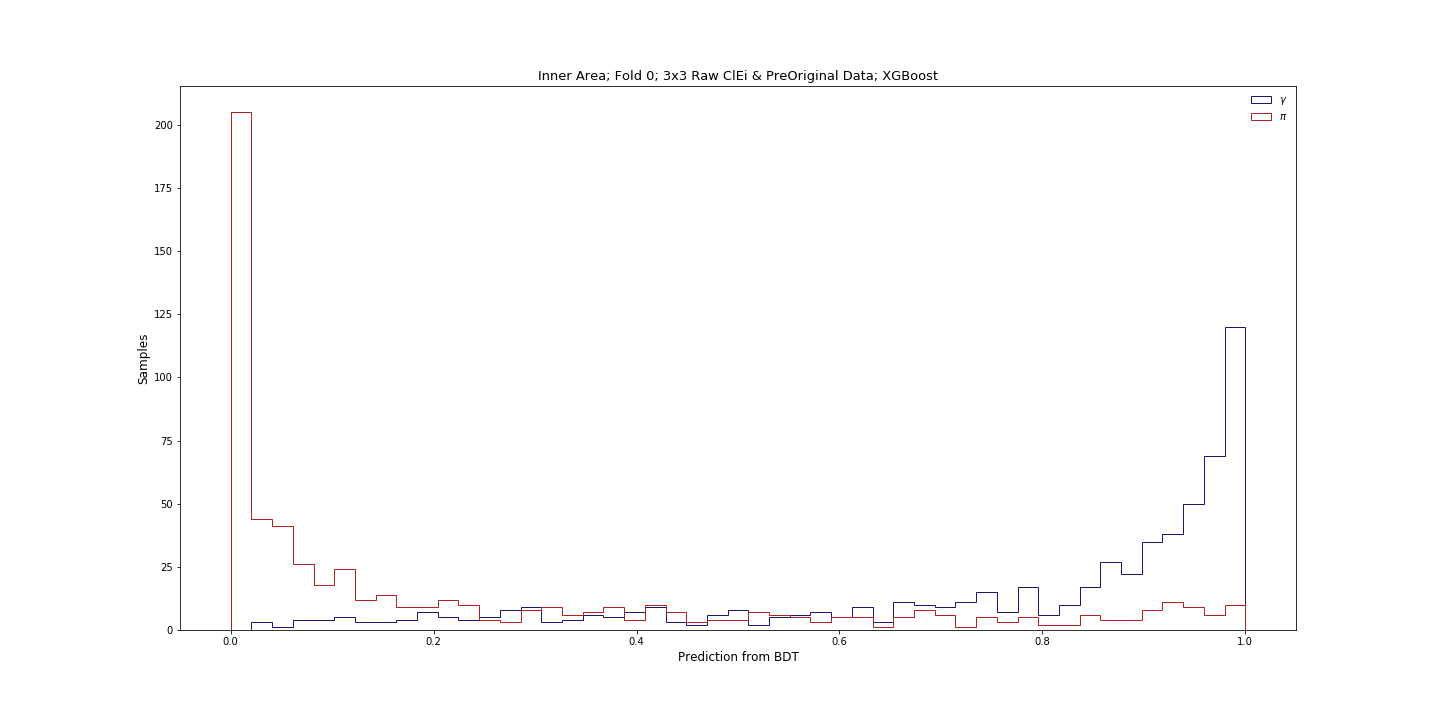 Inner Area; Fold 0; 3x3 Raw ClEi & PreOriginal Data; XGBoost
γ
π
200
175
150
125
100
75
50
25
0
Samples
0.0 0.2 0.4 0.6 0.8 1.0
Prediction from BDT